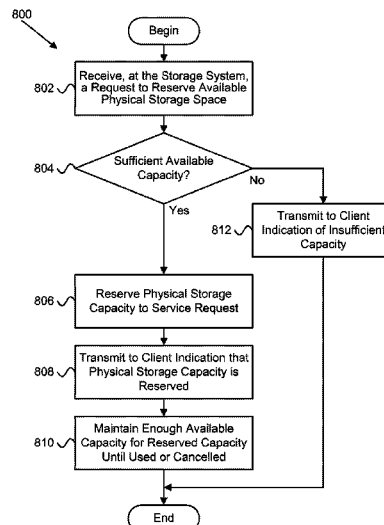 800
Begin
802
Receive, at the Storage System,
a Request to Reserve Available
Physical Storage Space
804
Sufficient Available
Capacity?
No
Yes
812
Transmit to Client
Indication of Insufficient
Capacity
806
Reserve Physical Storage
Capacity to Service Request
808
Transmit to Client Indication that
Physical Storage Capacity is
Reserved
810
Maintain Enough Available
Capacity for Reserved Capacity
Until Used or Cancelled
End